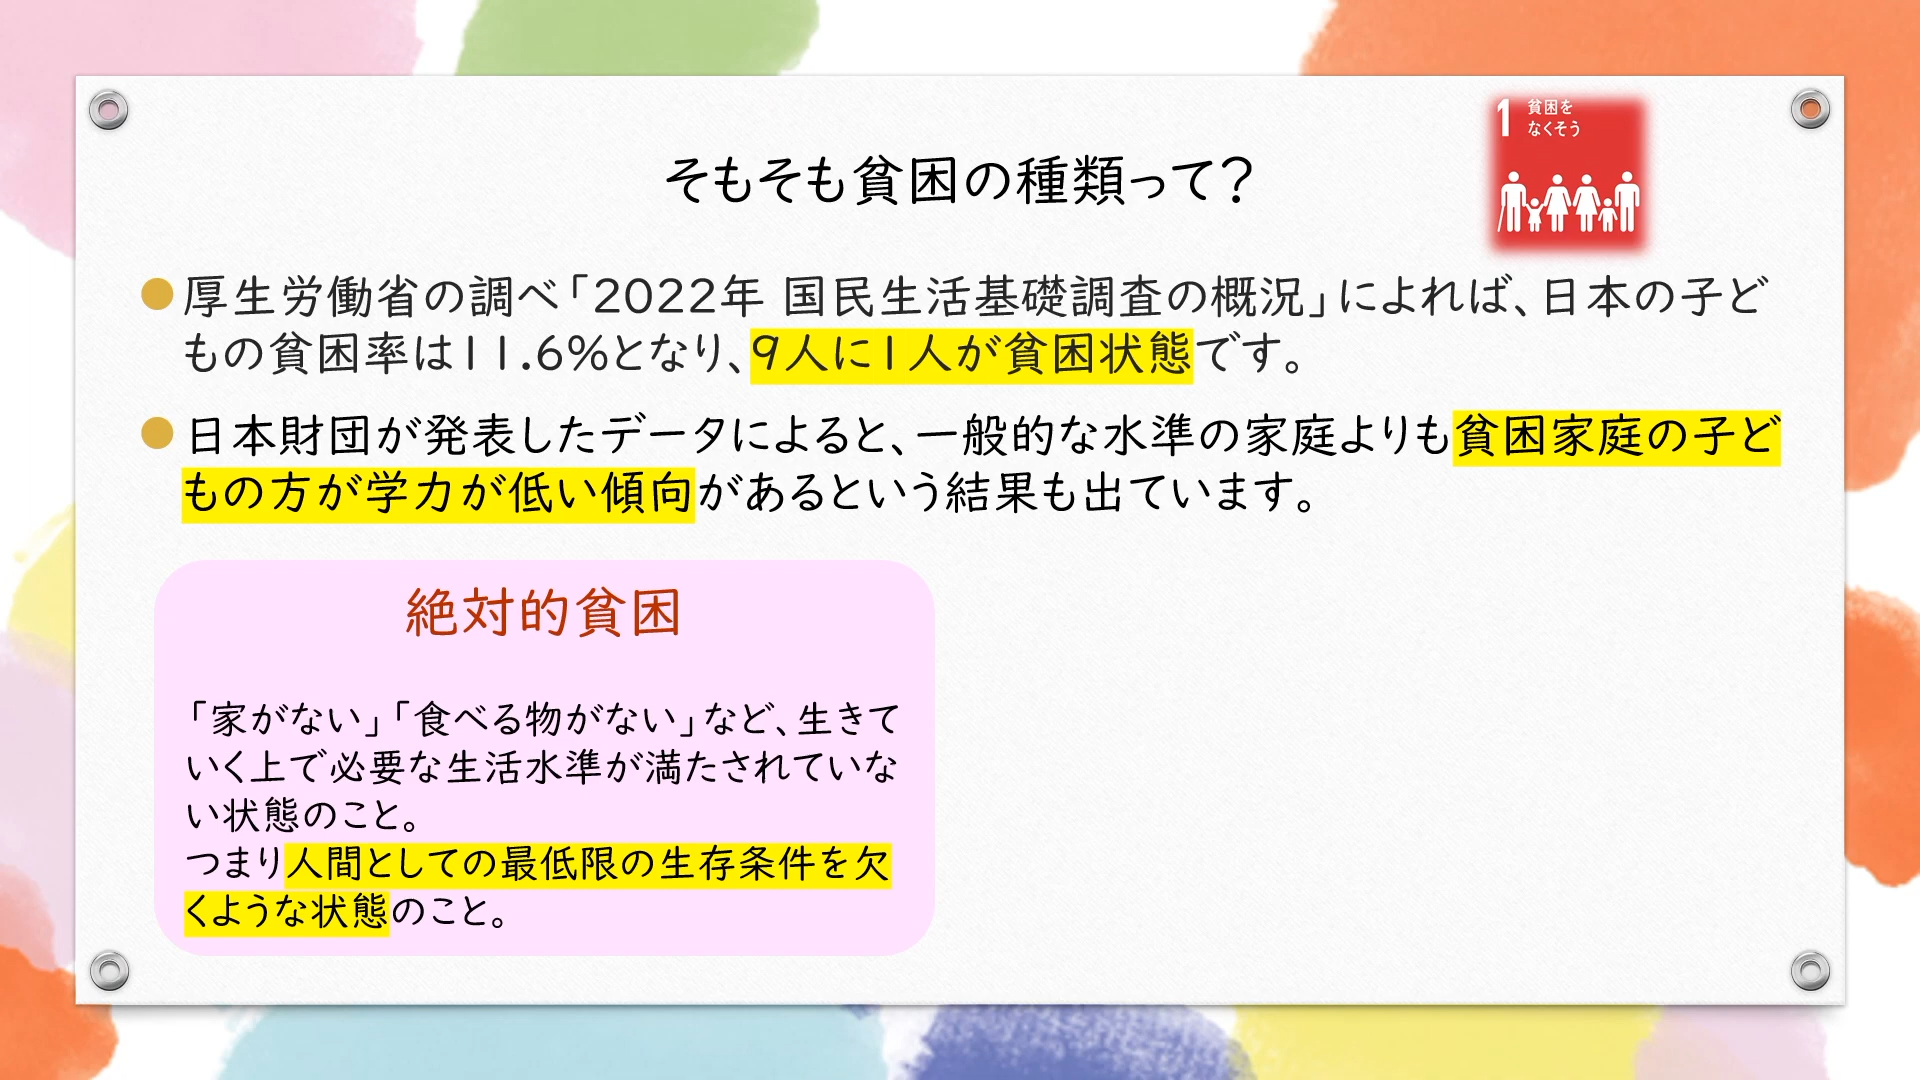 1 貧困を
なくそう
そもそも貧困の種類って?
●厚生労働省の調べ「2022年 国民生活基礎調査の概況」によれば、日本の子ど
もの貧困率は11.6%となり、9人に1人が貧困状態です。
●日本財団が発表したデータによると、一般的な水準の家庭よりも貧困家庭の子ど
もの方が学力が低い傾向があるという結果も出ています。
絶対的貧困
「家がない」「食べる物がない」など、生きて
いく上で必要な生活水準が満たされていな
い状態のこと。
つまり人間としての最低限の生存条件を欠
くような状態のこと。